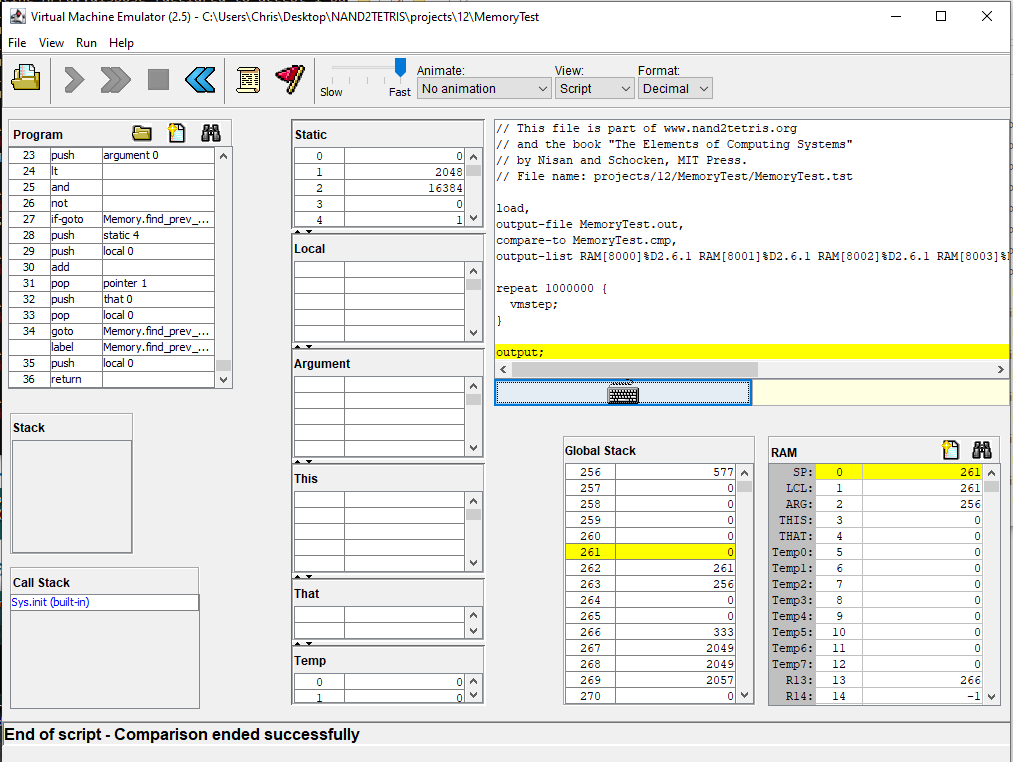 Virtual Machine Emulator (2.5) - C:\Users\Chris\Desktop\NAND2TETRIS\projects\12\MemoryTest
File View Run Help
Slow Fast
Animate: View: Format:
No animation Script Decimal
Program
23 push argument 0
24 lt
25 and
26 not
27 if-goto Memory.find_prev_...
28 push static 4
29 push local 0
30 add
31 pop pointer 1
32 push that 0
33 pop local 0
34 goto Memory.find_prev_...
label Memory.find_prev_...
35 push local 0
36 return
Stack
Call Stack
Sys.init (built-in)
Static
0 0
1 2048
2 16384
3 0
4 1
Local
Argument
This
That
Temp
0 0
1 0
// This file is part of www.nand2tetris.org
// and the book "The Elements of Computing Systems"
// by Nisan and Schocken, MIT Press.
// File name: projects/12/MemoryTest/MemoryTest.tst
load,
output-file MemoryTest.out,
compare-to MemoryTest.cmp,
output-list RAM[8000]%D2.6.1 RAM[8001]%D2.6.1 RAM[8002]%D2.6.1 RAM[8003]%
repeat 1000000 {
vmstep;
}
output;
Global Stack
256 577
257 0
258 0
259 0
260 0
261 0
262 261
263 256
264 0
265 0
266 333
267 2049
268 2049
269 2057
270 0
RAM
SP: 0 261
LCL: 1 261
ARG: 2 256
THIS: 3 0
THAT: 4 0
Temp0: 5 0
Temp1: 6 0
Temp2: 7 0
Temp3: 8 0
Temp4: 9 0
Temp5: 10 0
Temp6: 11 0
Temp7: 12 0
R13: 13 266
R14: 14 -1
End of script - Comparison ended successfully